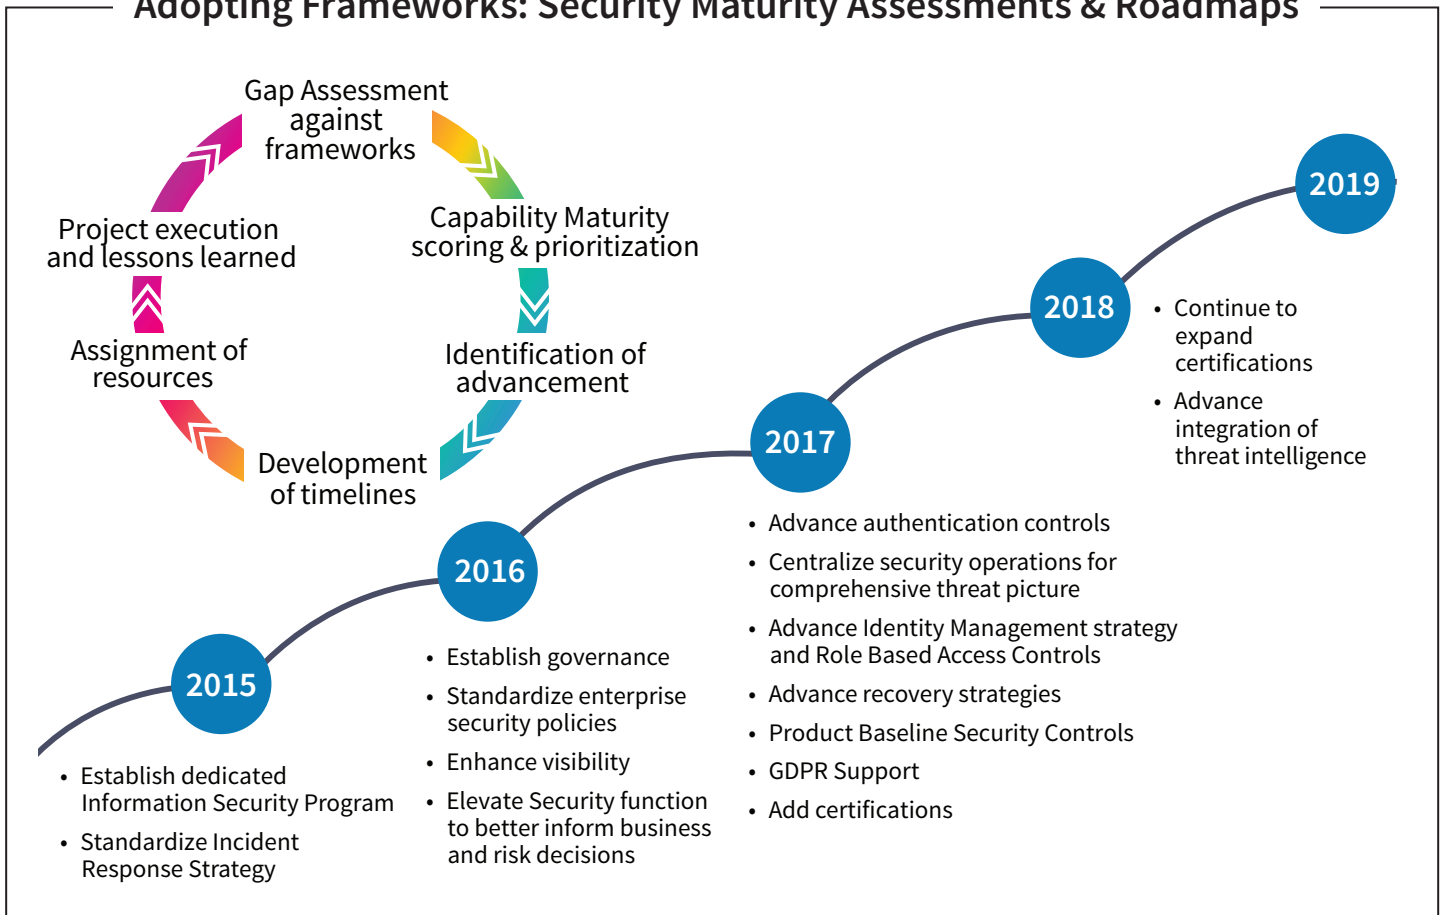 Adopting Frameworks: Security Maturity Assessments & Roadmaps
Gap Assessment
against
frameworks
Capability Maturity
scoring & prioritization
Identification of
advancement
Development
of timelines
Assignment of
resources
Project execution
and lessons learned
2015
• Establish dedicated
Information Security Program
• Standardize Incident
Response Strategy
2016
• Establish governance
• Standardize enterprise
security policies
• Enhance visibility
• Elevate Security function
to better inform business
and risk decisions
2017
• Advance authentication controls
• Centralize security operations for
comprehensive threat picture
• Advance Identity Management strategy
and Role Based Access Controls
• Advance recovery strategies
• Product Baseline Security Controls
• GDPR Support
• Add certifications
2018
• Continue to
expand
certifications
• Advance
integration of
threat intelligence
2019